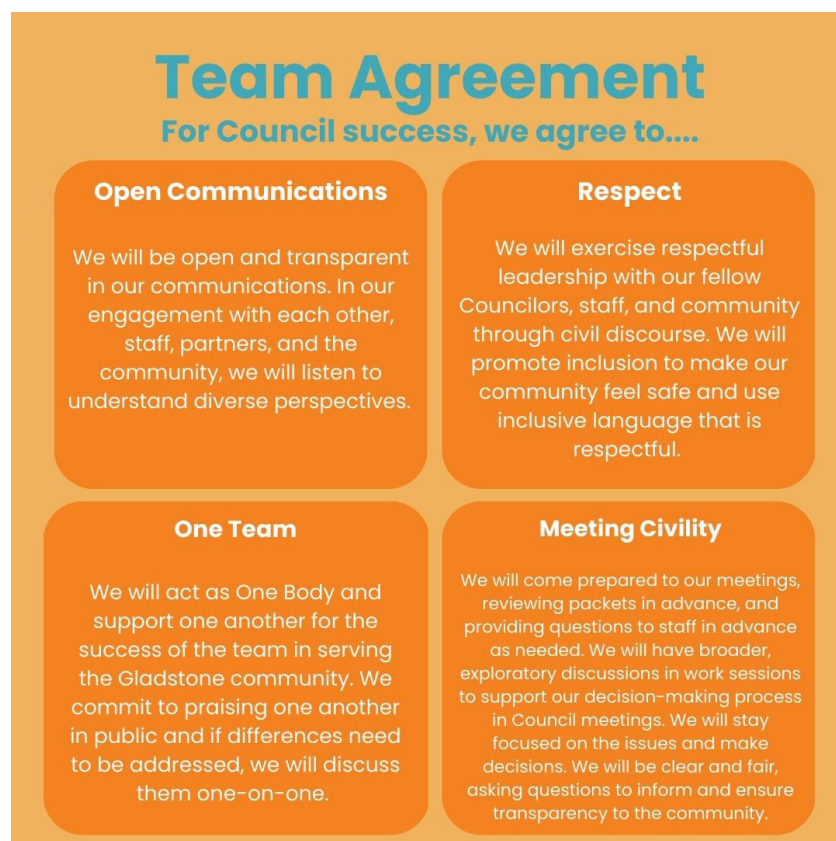 Team Agreement
For Council success, we agree to....
Open Communications
We will be open and transparent
in our communications. In our
engagement with each other,
staff, partners, and the
community, we will listen to
understand diverse perspectives.
Respect
We will exercise respectful
leadership with our fellow
Councilors, staff, and community
through civil discourse. We will
promote inclusion to make our
community feel safe and use
inclusive language that is
respectful.
One Team
We will act as One Body and
support one another for the
success of the team in serving
the Gladstone community. We
commit to praising one another
in public and if differences need
to be addressed, we will discuss
them one-on-one.
Meeting Civility
We will come prepared to our meetings,
reviewing packets in advance, and
providing questions to staff in advance
as needed. We will have broader,
exploratory discussions in work sessions
to support our decision-making process
in Council meetings. We will stay
focused on the issues and make
decisions. We will be clear and fair,
asking questions to inform and ensure
transparency to the community.